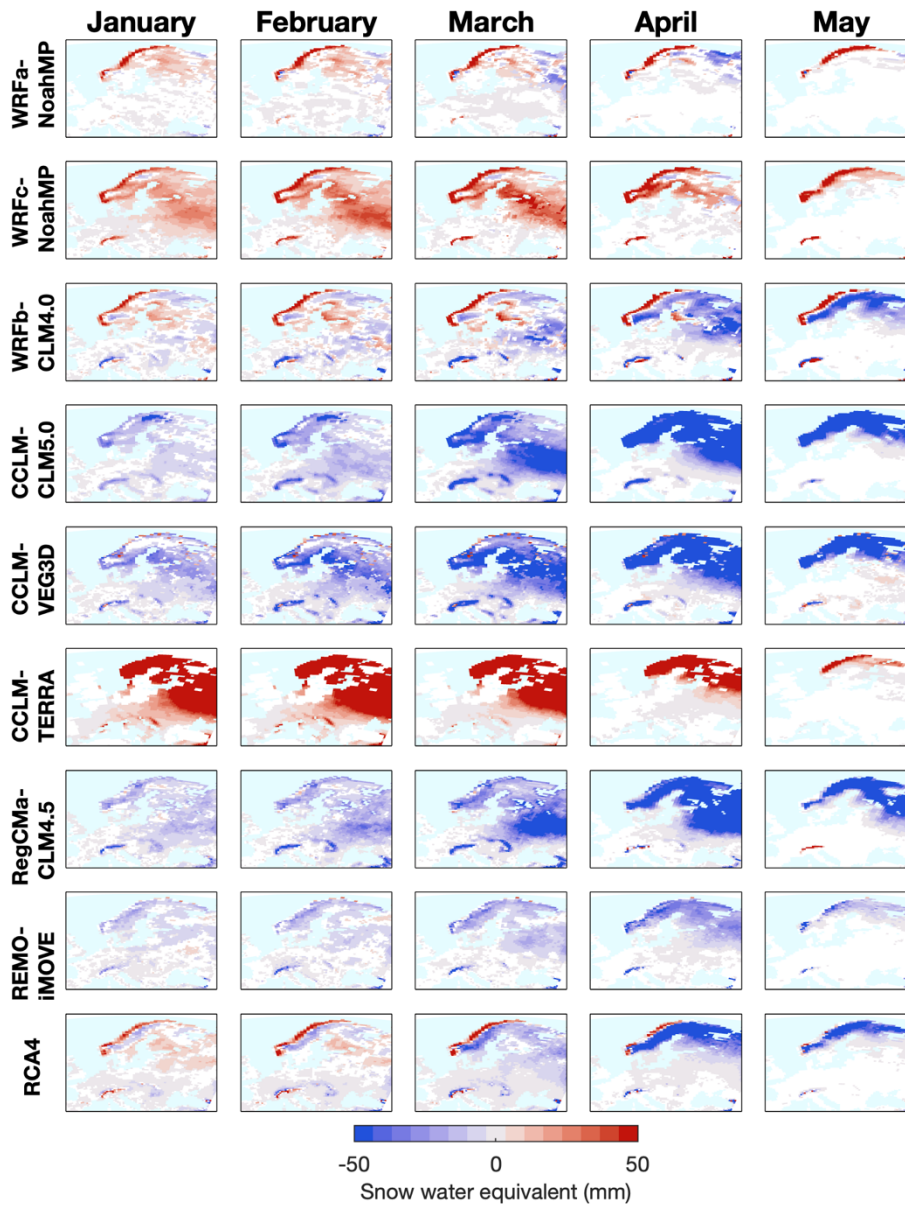 January February March April May
WRFa-
NoahMP
WRFc-
NoahMP
WRFb-
CLM4.0
CCLM-
CLM5.0
CCLM-
VEG3D
CCLM-
TERRA
RegCMa-
CLM4.5
REMO-
iMOVE
RCA4
-50 0 50
Snow water equivalent (mm)